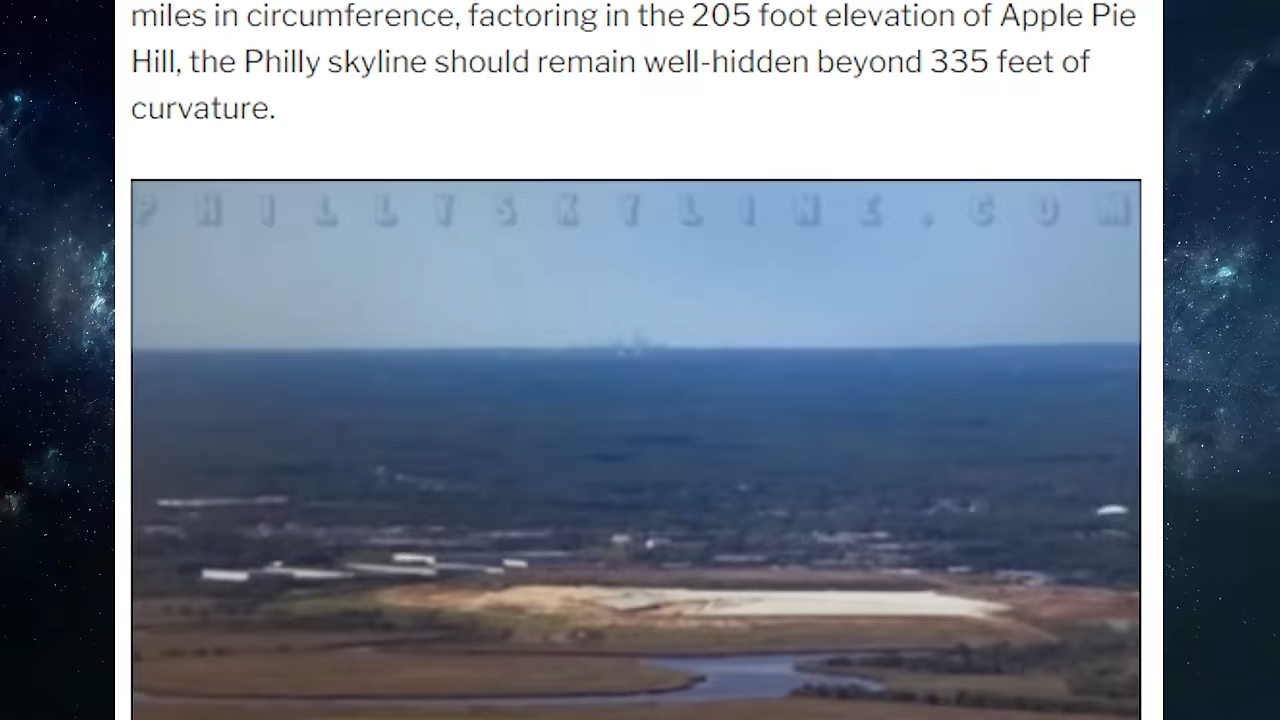 miles in circumference, factoring in the 205 foot elevation of Apple Pie
Hill, the Philly skyline should remain well-hidden beyond 335 feet of
curvature.
PHILLYSKYLINE.COM